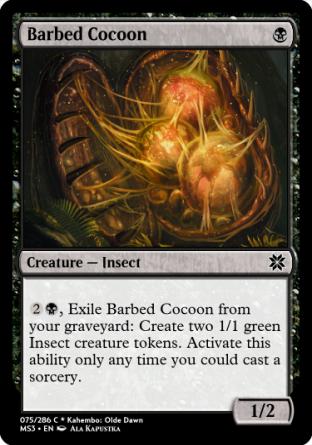 Barbed Cocoon
Creature — Insect
2, Exile Barbed Cocoon from
your graveyard: Create two 1/1 green
Insect creature tokens. Activate this
ability only any time you could cast a
sorcery.
1/2
075/286 C * Kahembo: Olde Dawn
MS3 • EN Ala Kapustka